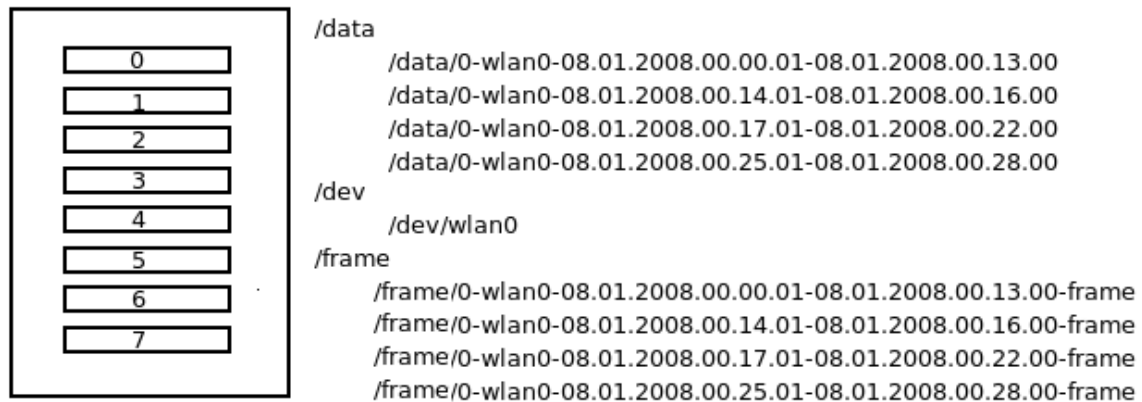 0
1
2
3
4
5
6
7
/data
/data/0-wlan0-08.01.2008.00.00.01-08.01.2008.00.13.00
/data/0-wlan0-08.01.2008.00.14.01-08.01.2008.00.16.00
/data/0-wlan0-08.01.2008.00.17.01-08.01.2008.00.22.00
/data/0-wlan0-08.01.2008.00.25.01-08.01.2008.00.28.00
/dev
/dev/wlan0
/frame
/frame/0-wlan0-08.01.2008.00.00.01-08.01.2008.00.13.00-frame
/frame/0-wlan0-08.01.2008.00.14.01-08.01.2008.00.16.00-frame
/frame/0-wlan0-08.01.2008.00.17.01-08.01.2008.00.22.00-frame
/frame/0-wlan0-08.01.2008.00.25.01-08.01.2008.00.28.00-frame